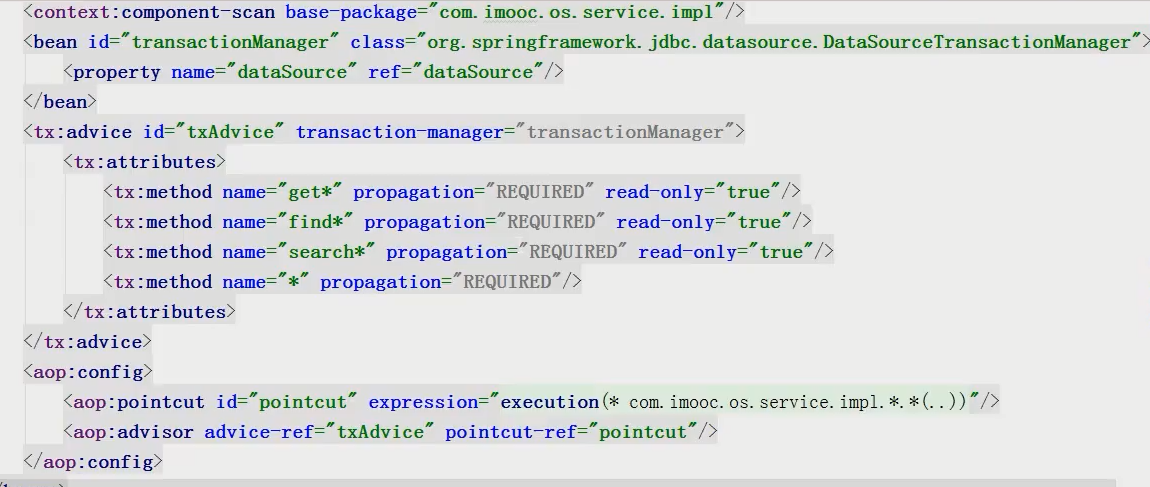 <context:component-scan base-package="com.imooc.os.service.impl"/>
<bean id="transactionManager" class="org.springframework.jdbc.datasource.DataSourceTransactionManager">
<property name="dataSource" ref="dataSource"/>
</bean>
<tx:advice id="txAdvice" transaction-manager="transactionManager">
<tx:attributes>
<tx:method name="get*" propagation="REQUIRED" read-only="true"/>
<tx:method name="find*" propagation="REQUIRED" read-only="true"/>
<tx:method name="search*" propagation="REQUIRED" read-only="true"/>
<tx:method name="*" propagation="REQUIRED"/>
</tx:attributes>
</tx:advice>
<aop:config>
<aop:pointcut id="pointcut" expression="execution(* com.imooc.os.service.impl.*.*(..))"/>
<aop:advisor advice-ref="txAdvice" pointcut-ref="pointcut"/>
</aop:config>